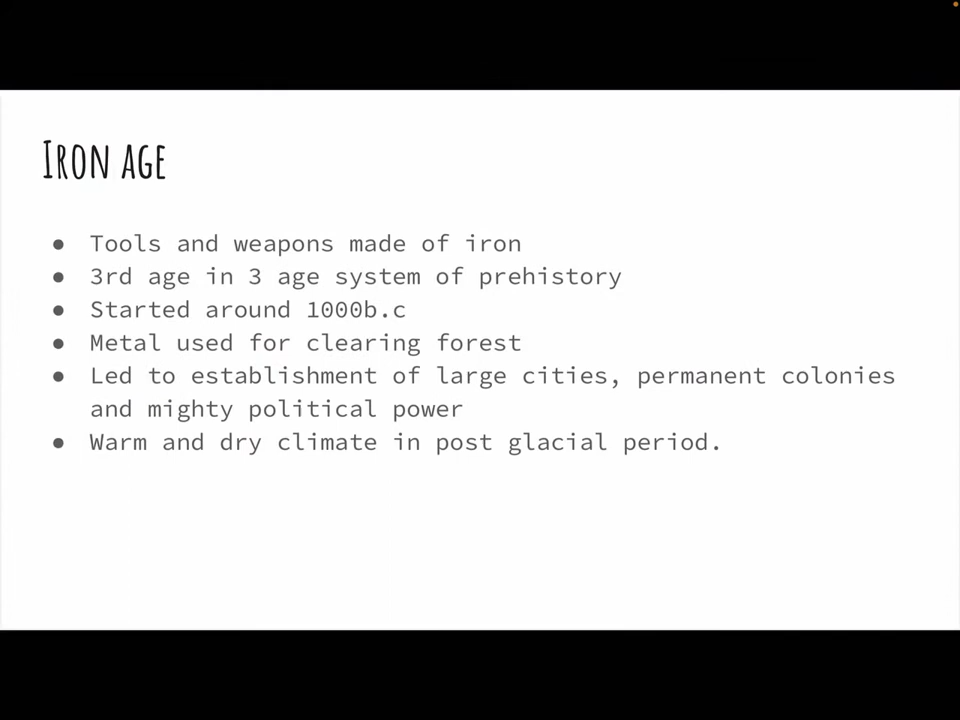 Iron age
● Tools and weapons made of iron
● 3rd age in 3 age system of prehistory
● Started around 1000b.c
● Metal used for clearing forest
● Led to establishment of large cities, permanent colonies
and mighty political power
● Warm and dry climate in post glacial period.